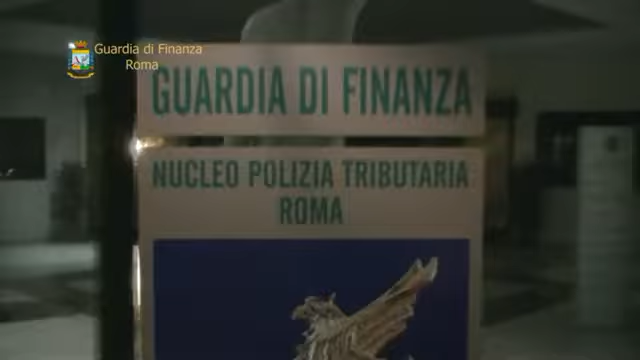 Guardia di Finanza
Roma
GUARDIA DI FINANZA
NUCLEO POLIZIA TRIBUTARIA
ROMA